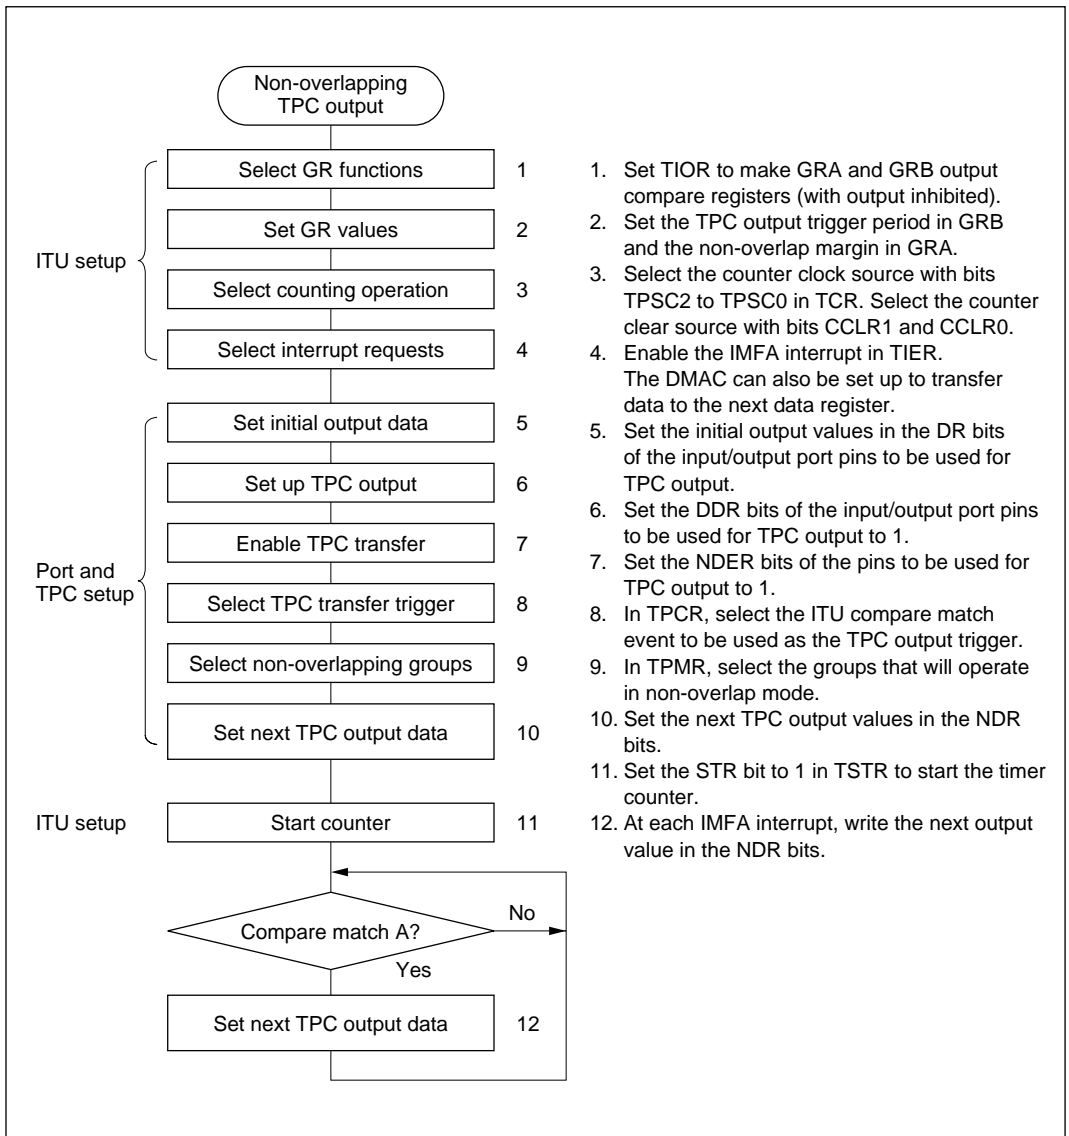 Non-overlapping
TPC output
ITU setup
Select GR functions 1
Set GR values 2
Select counting operation 3
Select interrupt requests 4
Port and
TPC setup
Set initial output data 5
Set up TPC output 6
Enable TPC transfer 7
Select TPC transfer trigger 8
Select non-overlapping groups 9
Set next TPC output data 10
ITU setup
Start counter 11
Compare match A?
No
Yes
Set next TPC output data 12
1. Set TIOR to make GRA and GRB output
compare registers (with output inhibited).
2. Set the TPC output trigger period in GRB
and the non-overlap margin in GRA.
3. Select the counter clock source with bits
TPSC2 to TPSC0 in TCR. Select the counter
clear source with bits CCLR1 and CCLR0.
4. Enable the IMFA interrupt in TIER.
The DMAC can also be set up to transfer
data to the next data register.
5. Set the initial output values in the DR bits
of the input/output port pins to be used for
TPC output.
6. Set the DDR bits of the input/output port pins
to be used for TPC output to 1.
7. Set the NDER bits of the pins to be used for
TPC output to 1.
8. In TPCR, select the ITU compare match
event to be used as the TPC output trigger.
9. In TPMR, select the groups that will operate
in non-overlap mode.
10. Set the next TPC output values in the NDR
bits.
11. Set the STR bit to 1 in TSTR to start the timer
counter.
12. At each IMFA interrupt, write the next output
value in the NDR bits.